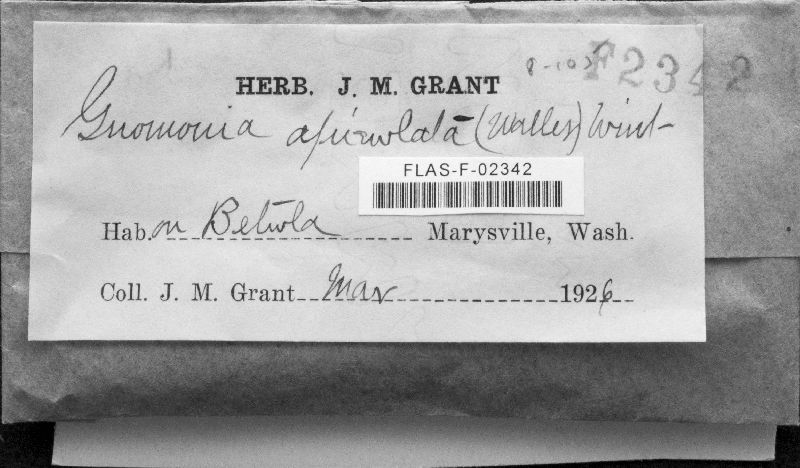 F2342
HERB. J. M. GRANT
Gnomonia apiculata (Wallr) Wint-
FLAS-F-02342
Hab. on Betula Marysville, Wash.
Coll. J. M. Grant Mar 1926